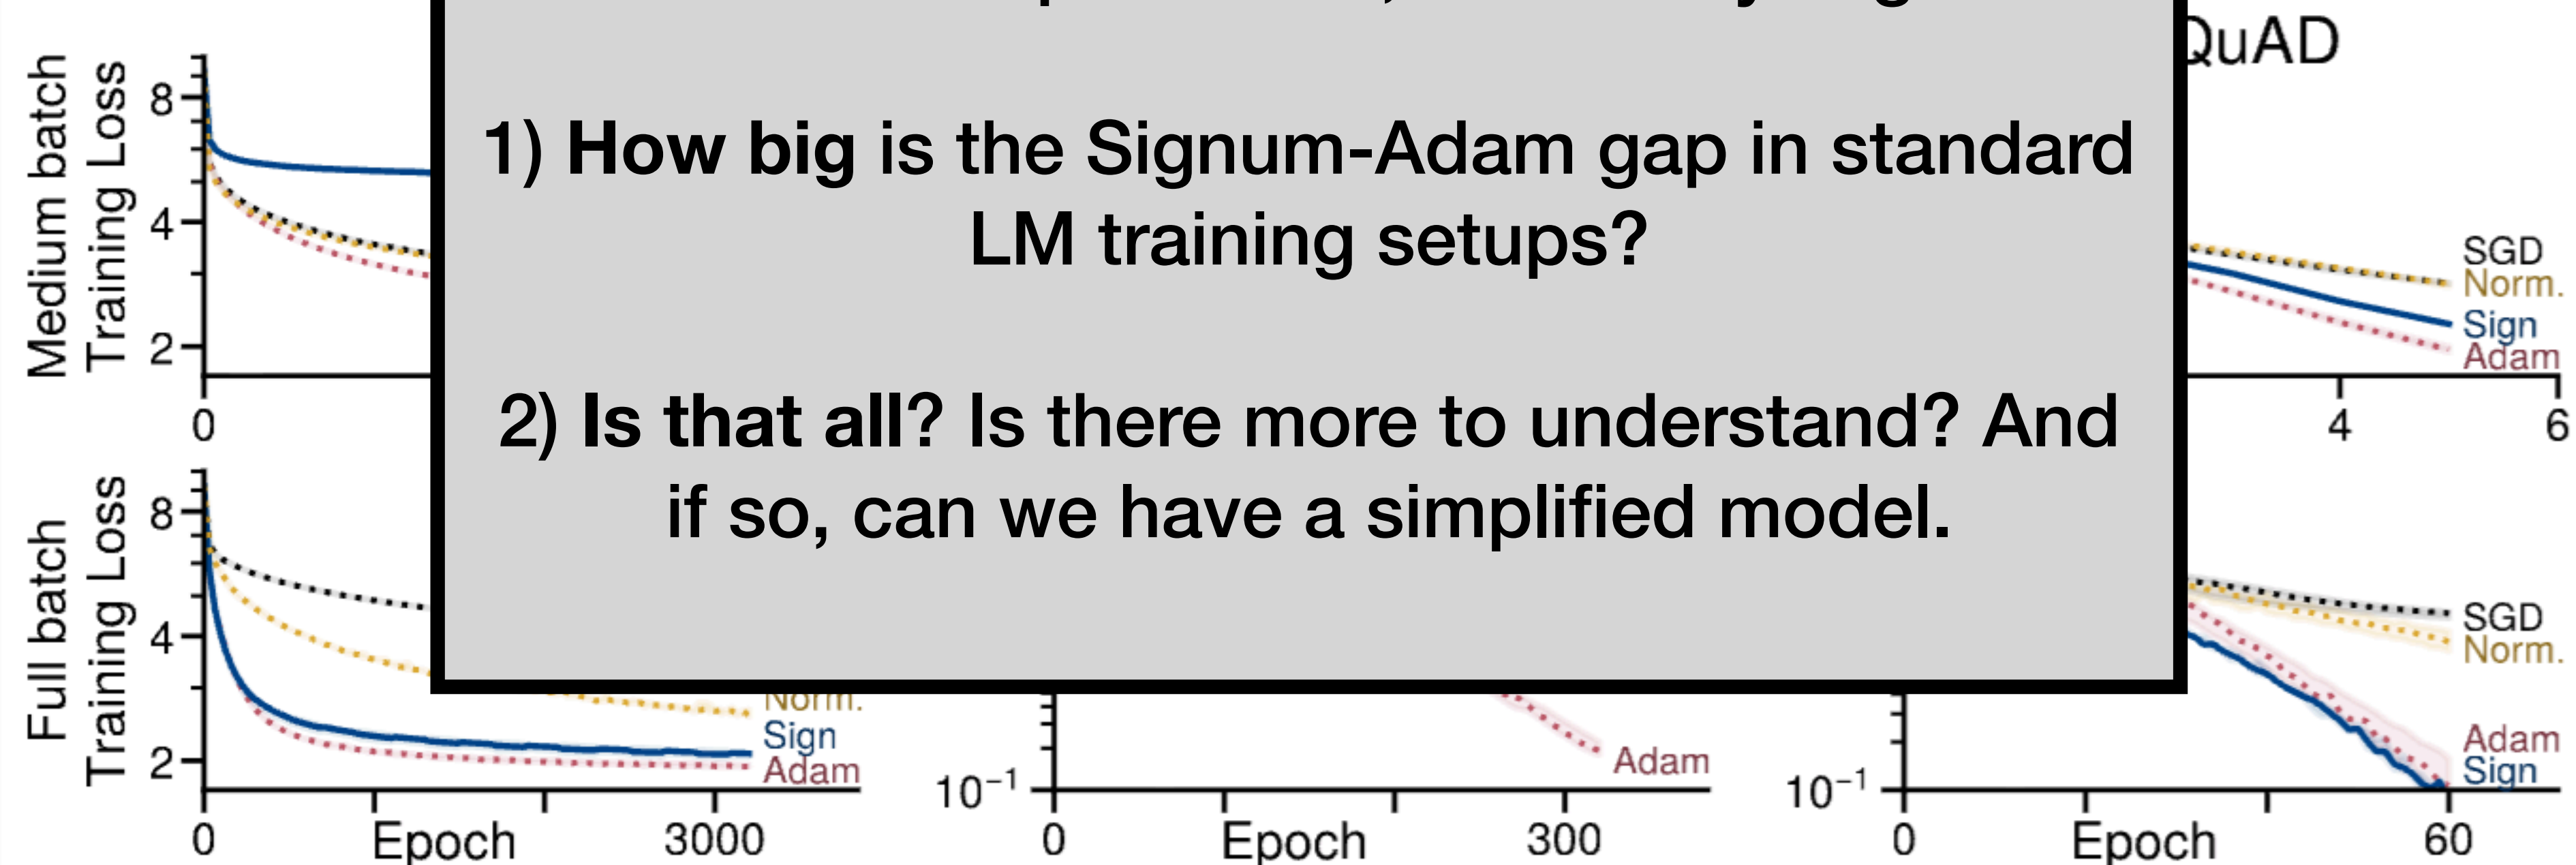 QuAD
Medium batch
Training Loss
8
4
2
0
1) How big is the Signum-Adam gap in standard
LM training setups?
2) Is that all? Is there more to understand? And
if so, can we have a simplified model.
SGD
Norm.
Sign
Adam
4
6
Full batch
Training Loss
8
4
2
Norm.
Sign
Adam
0
Epoch
3000
10⁻¹
Adam
0
Epoch
300
10⁻¹
SGD
Norm.
Adam
Sign
0
Epoch
60